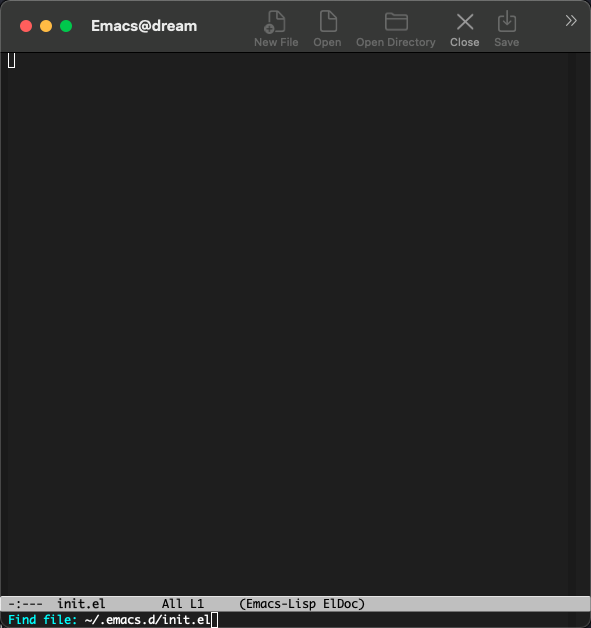 Emacs@dream
New File Open Open Directory Close Save
-:--- init.el All L1 (Emacs-Lisp ElDoc)
Find file: ~/.emacs.d/init.el